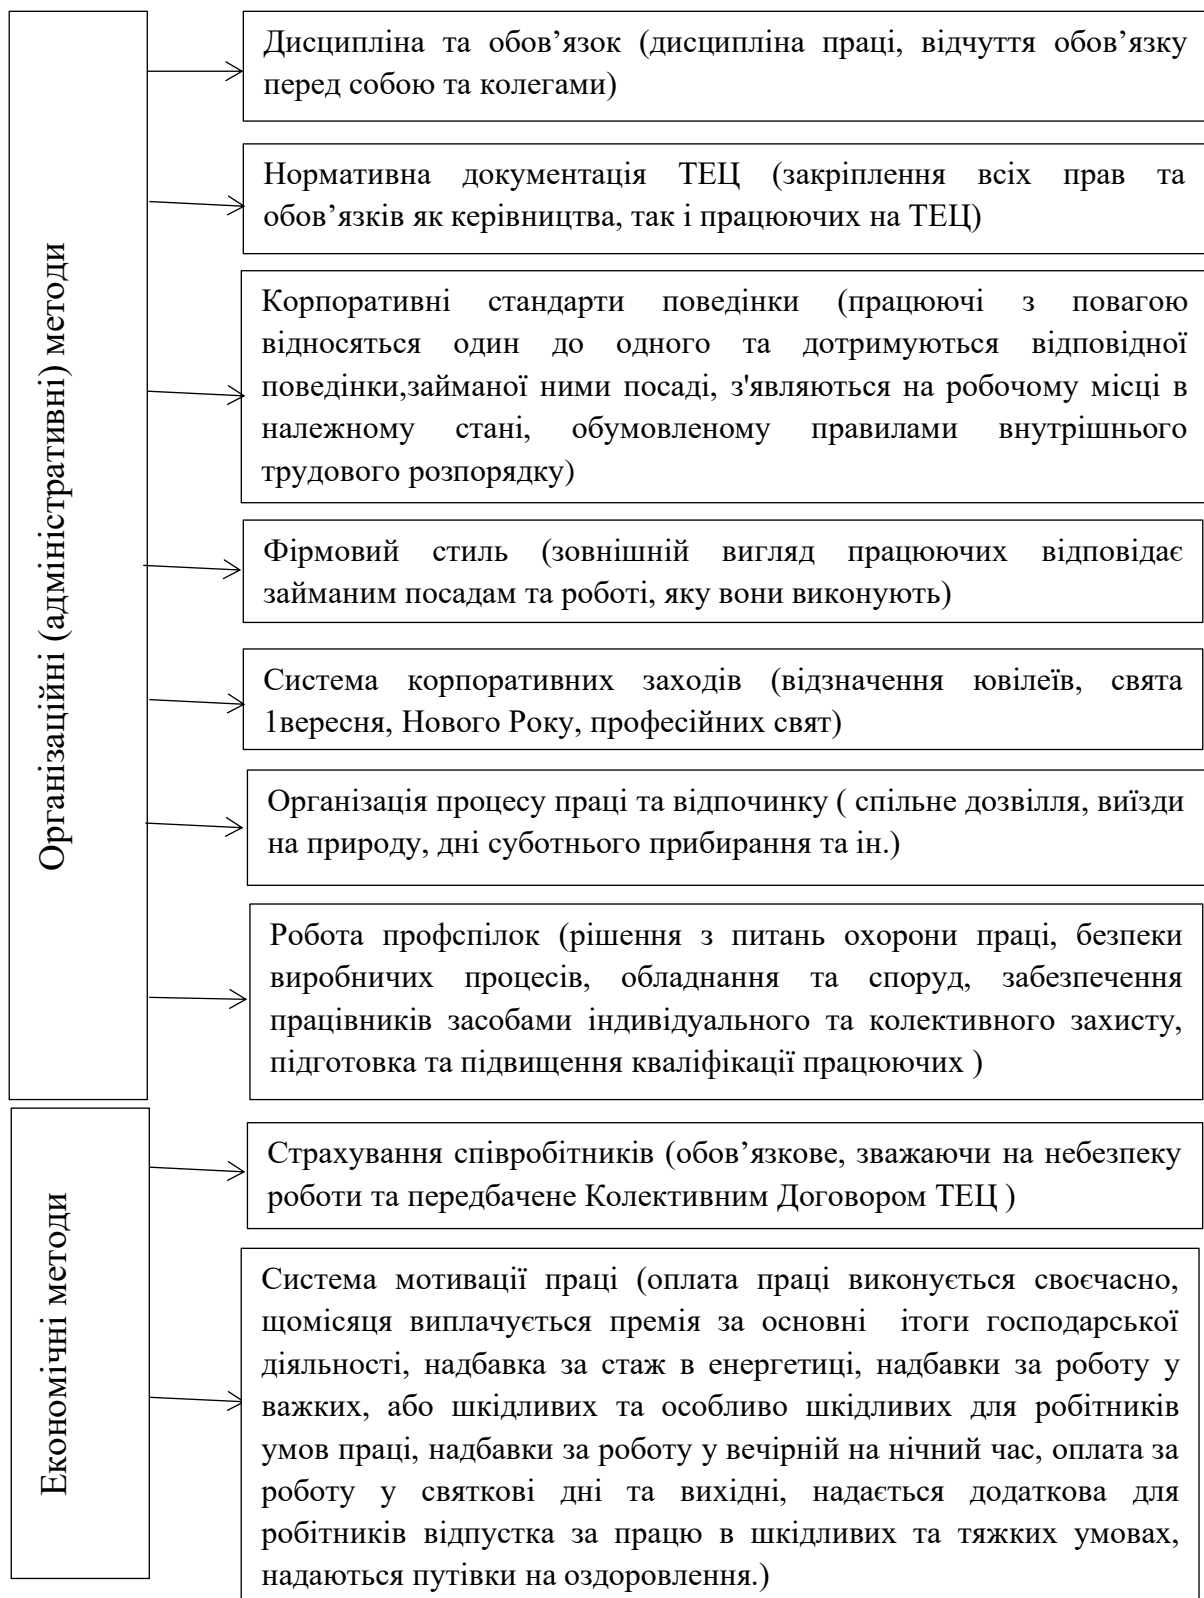 Організаційні (адміністративні) методи
Дисципліна та обов’язок (дисципліна праці, відчуття обов’язку
перед собою та колегами)
Нормативна документація ТЕЦ (закріплення всіх прав та
обов’язків як керівництва, так і працюючих на ТЕЦ)
Корпоративні стандарти поведінки (працюючі з повагою
відносяться один до одного та дотримуються відповідної
поведінки,займаної ними посаді, з'являються на робочому місці в
належному стані, обумовленому правилами внутрішнього
трудового розпорядку)
Фірмовий стиль (зовнішній вигляд працюючих відповідає
займаним посадам та роботі, яку вони виконують)
Система корпоративних заходів (відзначення ювілеїв, свята
1вересня, Нового Року, професійних свят)
Організація процесу праці та відпочинку ( спільне дозвілля, виїзди
на природу, дні суботнього прибирання та ін.)
Робота профспілок (рішення з питань охорони праці, безпеки
виробничих процесів, обладнання та споруд, забезпечення
працівників засобами індивідуального та колективного захисту,
підготовка та підвищення кваліфікації працюючих )
Економічні методи
Страхування співробітників (обов’язкове, зважаючи на небезпеку
роботи та передбачене Колективним Договором ТЕЦ )
Система мотивації праці (оплата праці виконується своєчасно,
щомісяця виплачується премія за основні ітоги господарської
діяльності, надбавка за стаж в енергетиці, надбавки за роботу у
важких, або шкідливих та особливо шкідливих для робітників
умов праці, надбавки за роботу у вечірній на нічний час, оплата за
роботу у святкові дні та вихідні, надається додаткова для
робітників відпустка за працю в шкідливих та тяжких умовах,
надаються путівки на оздоровлення.)